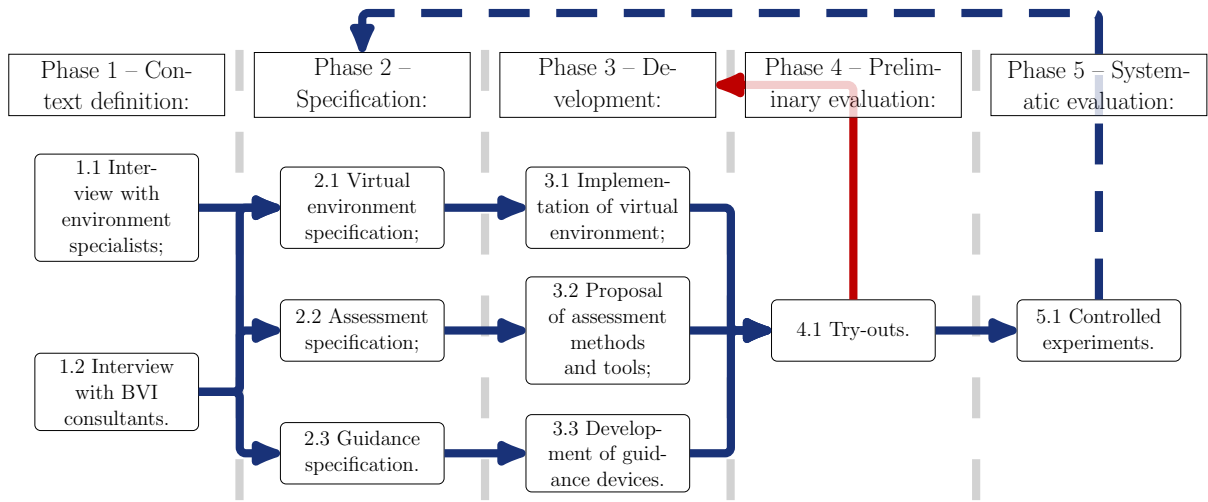 Phase 1 – Con-
text definition:
Phase 2 –
Specification:
Phase 3 – De-
velopment:
Phase 4 – Prelim-
inary evaluation:
Phase 5 – System-
atic evaluation:
1.1 Inter-
view with
environment
specialists;
1.2 Interview
with BVI
consultants.
2.1 Virtual
environment
specification;
2.2 Assessment
specification;
2.3 Guidance
specification.
3.1 Implemen-
tation of virtual
environment;
3.2 Proposal
of assessment
methods
and tools;
3.3 Develop-
ment of guid-
ance devices.
4.1 Try-outs.
5.1 Controlled
experiments.